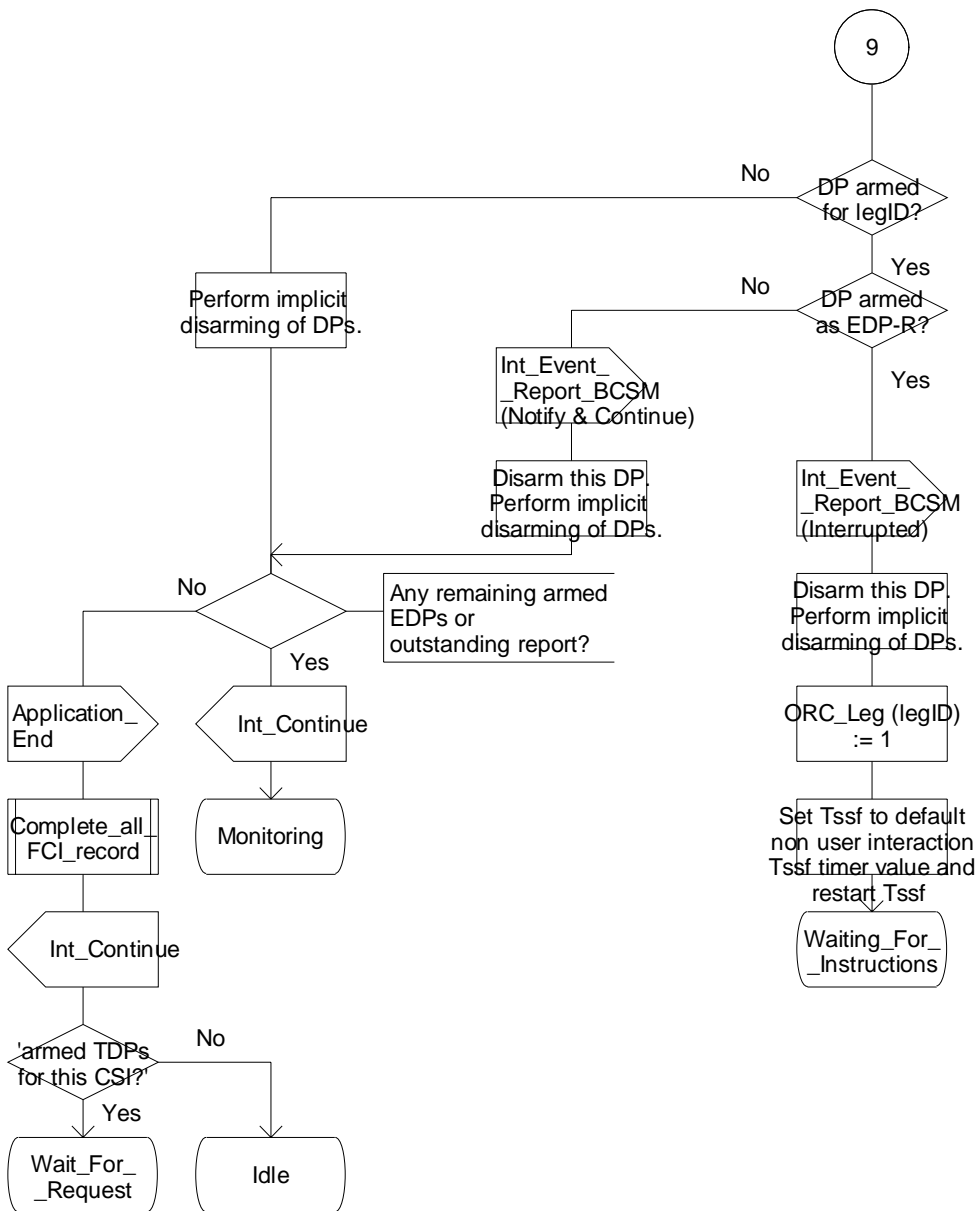 9
No
DP armed
for legID?
Yes
No
DP armed
as EDP-R?
Perform implicit
disarming of DPs.
Int_Event_
_Report_BCSM
(Notify & Continue)
Yes
Disarm this DP.
Perform implicit
disarming of DPs.
Int_Event_
_Report_BCSM
(Interrupted)
No
Any remaining armed
EDPs or
outstanding report?
Yes
Disarm this DP.
Perform implicit
disarming of DPs.
Application_
End
Int_Continue
ORC_Leg (legID)
:= 1
Complete_all_
FCI_record
Monitoring
Set Tssf to default
non user interaction
Tssf timer value and
restart Tssf
Int_Continue
Waiting_For_
_Instructions
'armed TDPs
for this CSI?'
No
Yes
Wait_For_
_Request
Idle